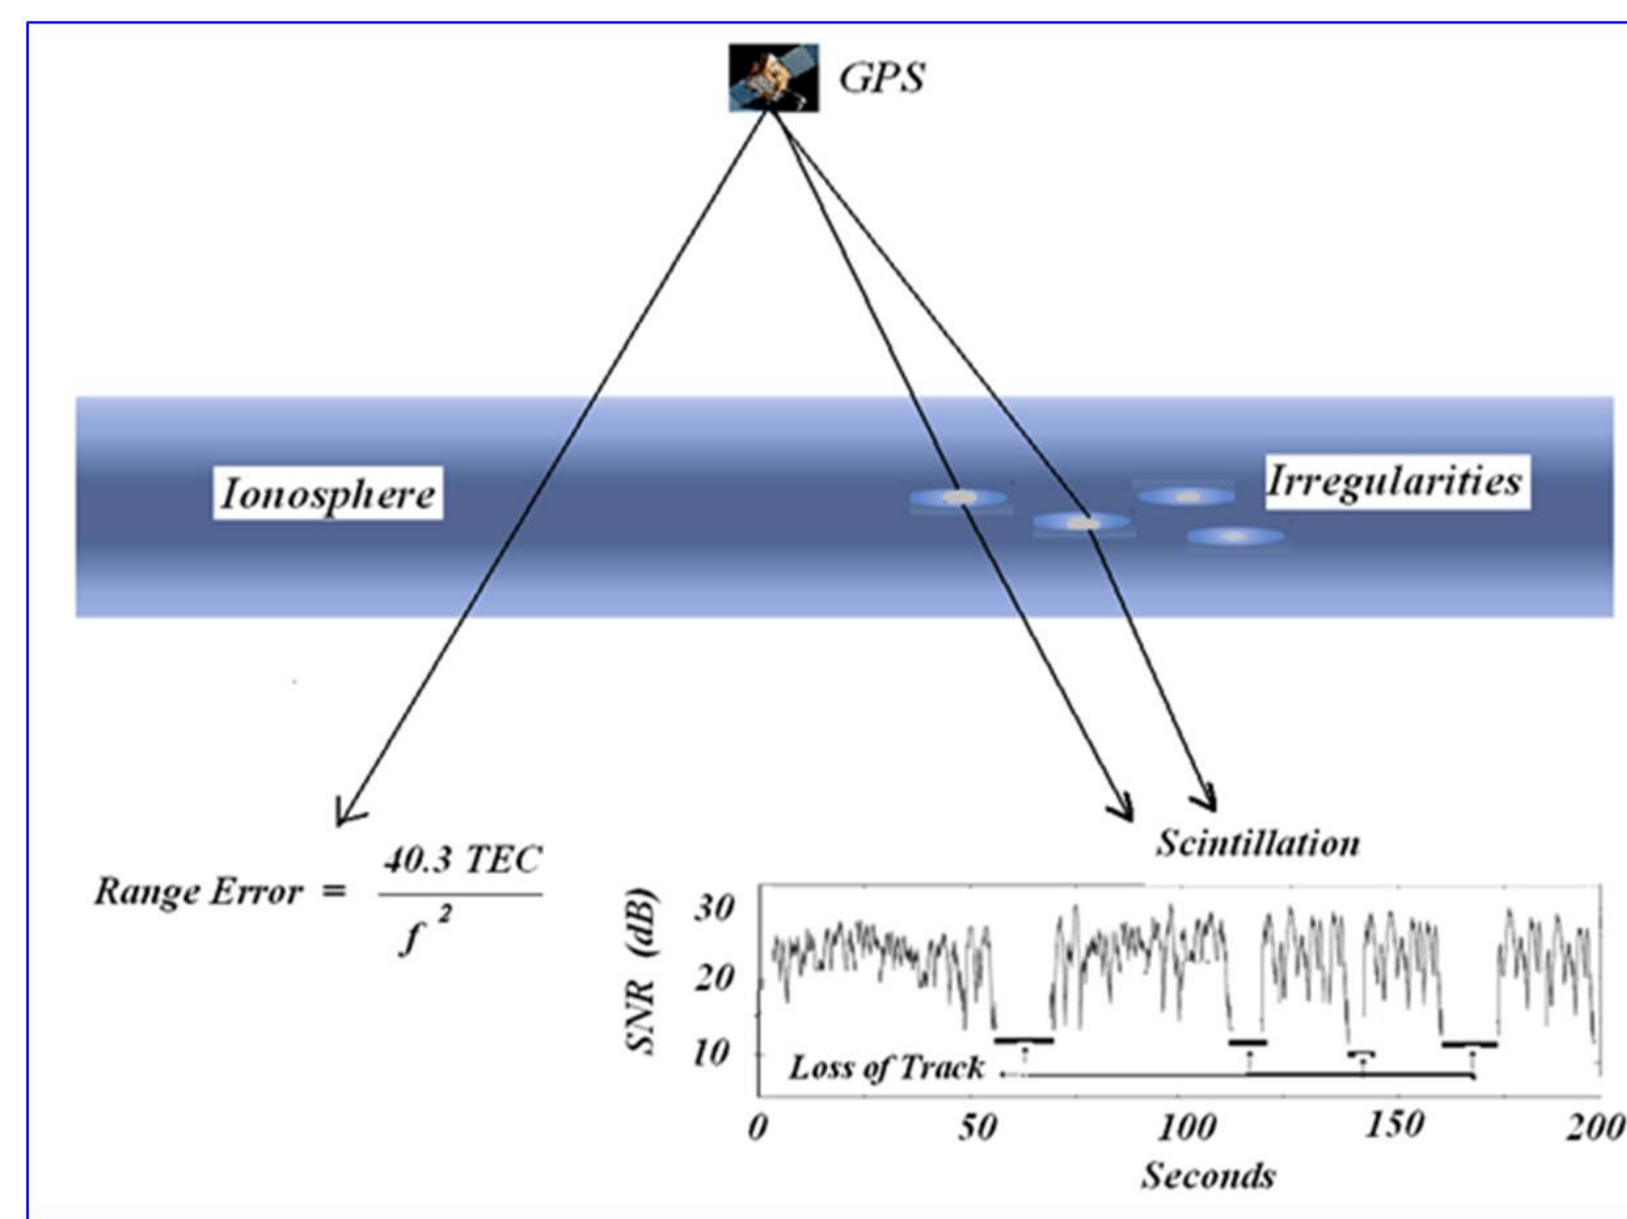 GPS
Ionosphere
Irregularities
Scintillation
Range Error = 40.3 TEC / f 2
SNR (dB)
30
20
10
Loss of Track
0 50 100 150 200
Seconds